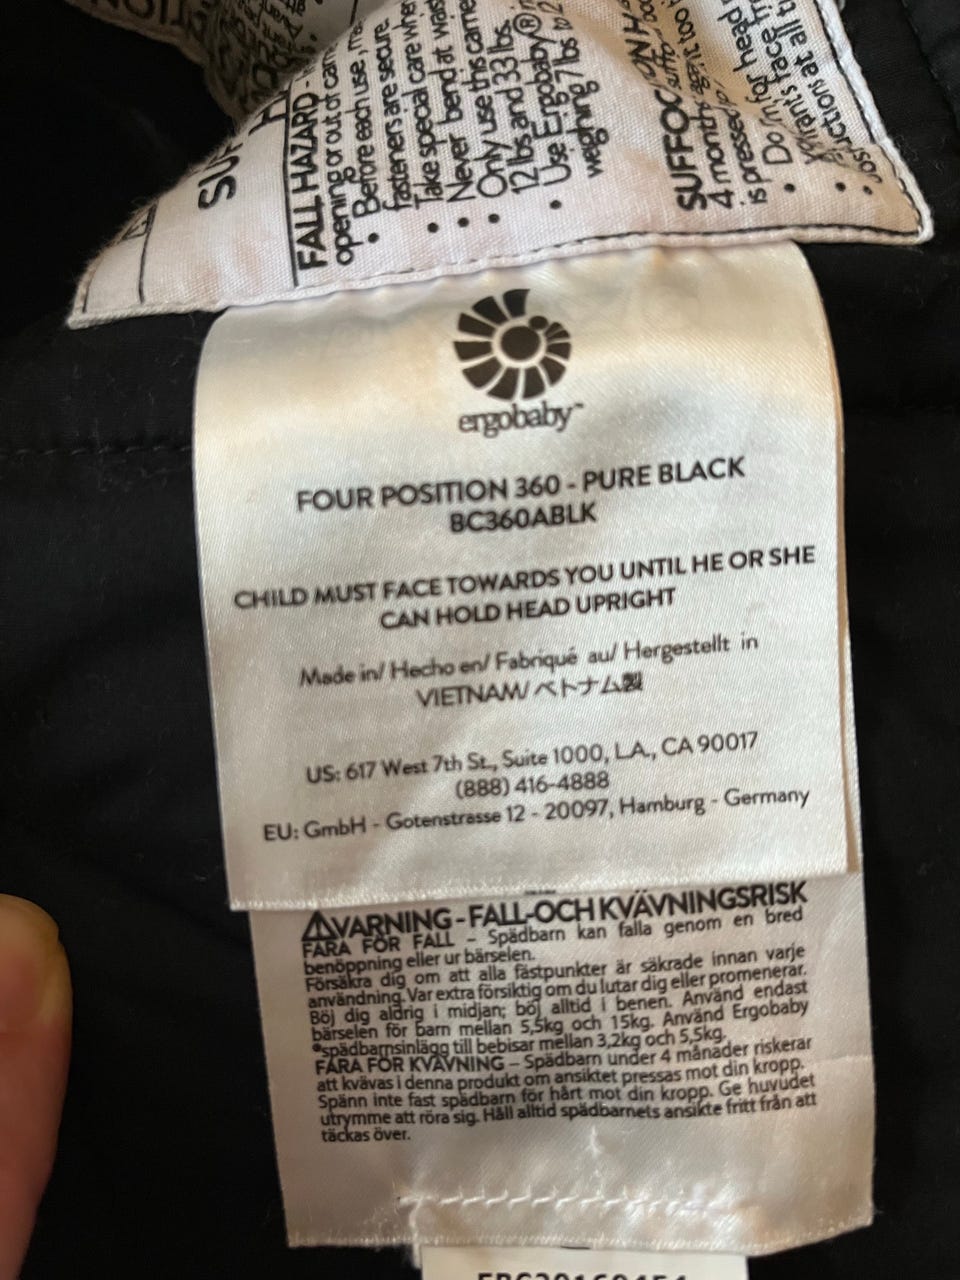 FALL HAZARD -
opening or out of
• Before each use,
fasteners are secure.
• Take special care
• Never bend at
• Only use this
12 lbs and 33 lbs.
• Use Ergobaby®
weighing 7 lbs to
4 months
is pressed
• Do
for head
• 
at all
ergobaby™
FOUR POSITION 360 - PURE BLACK
BC360ABLK
CHILD MUST FACE TOWARDS YOU UNTIL HE OR SHE
CAN HOLD HEAD UPRIGHT
Made in/ Hecho en/ Fabriqué au/ Hergestellt in
VIETNAM/ベトナム製
US: 617 West 7th St., Suite 1000, L.A., CA 90017
(888) 416-4888
EU: GmbH - Gotenstrasse 12 - 20097, Hamburg - Germany
⚠VARNING - FALL-OCH KVÄVNINGSRISK
FARA FÖR FALL – Spädbarn kan falla genom en bred
benöppning eller ur bärselen.
Försäkra dig om att alla fästpunkter är säkrade innan varje
användning. Var extra försiktig om du lutar dig eller promenerar.
Böj dig aldrig i midjan; böj alltid i benen. Använd endast
bärselen för barn mellan 5,5kg och 15kg. Använd Ergobaby
*spädbarnsinlägg till bebisar mellan 3,2kg och 5,5kg.
FARA FÖR KVÄVNING – Spädbarn under 4 månader riskerar
att kvävas i denna produkt om ansiktet pressas mot din kropp.
Spänn inte fast spädbarn för hårt mot din kropp. Ge huvudet
utrymme att röra sig. Håll alltid spädbarnets ansikte fritt från att
täckas över.